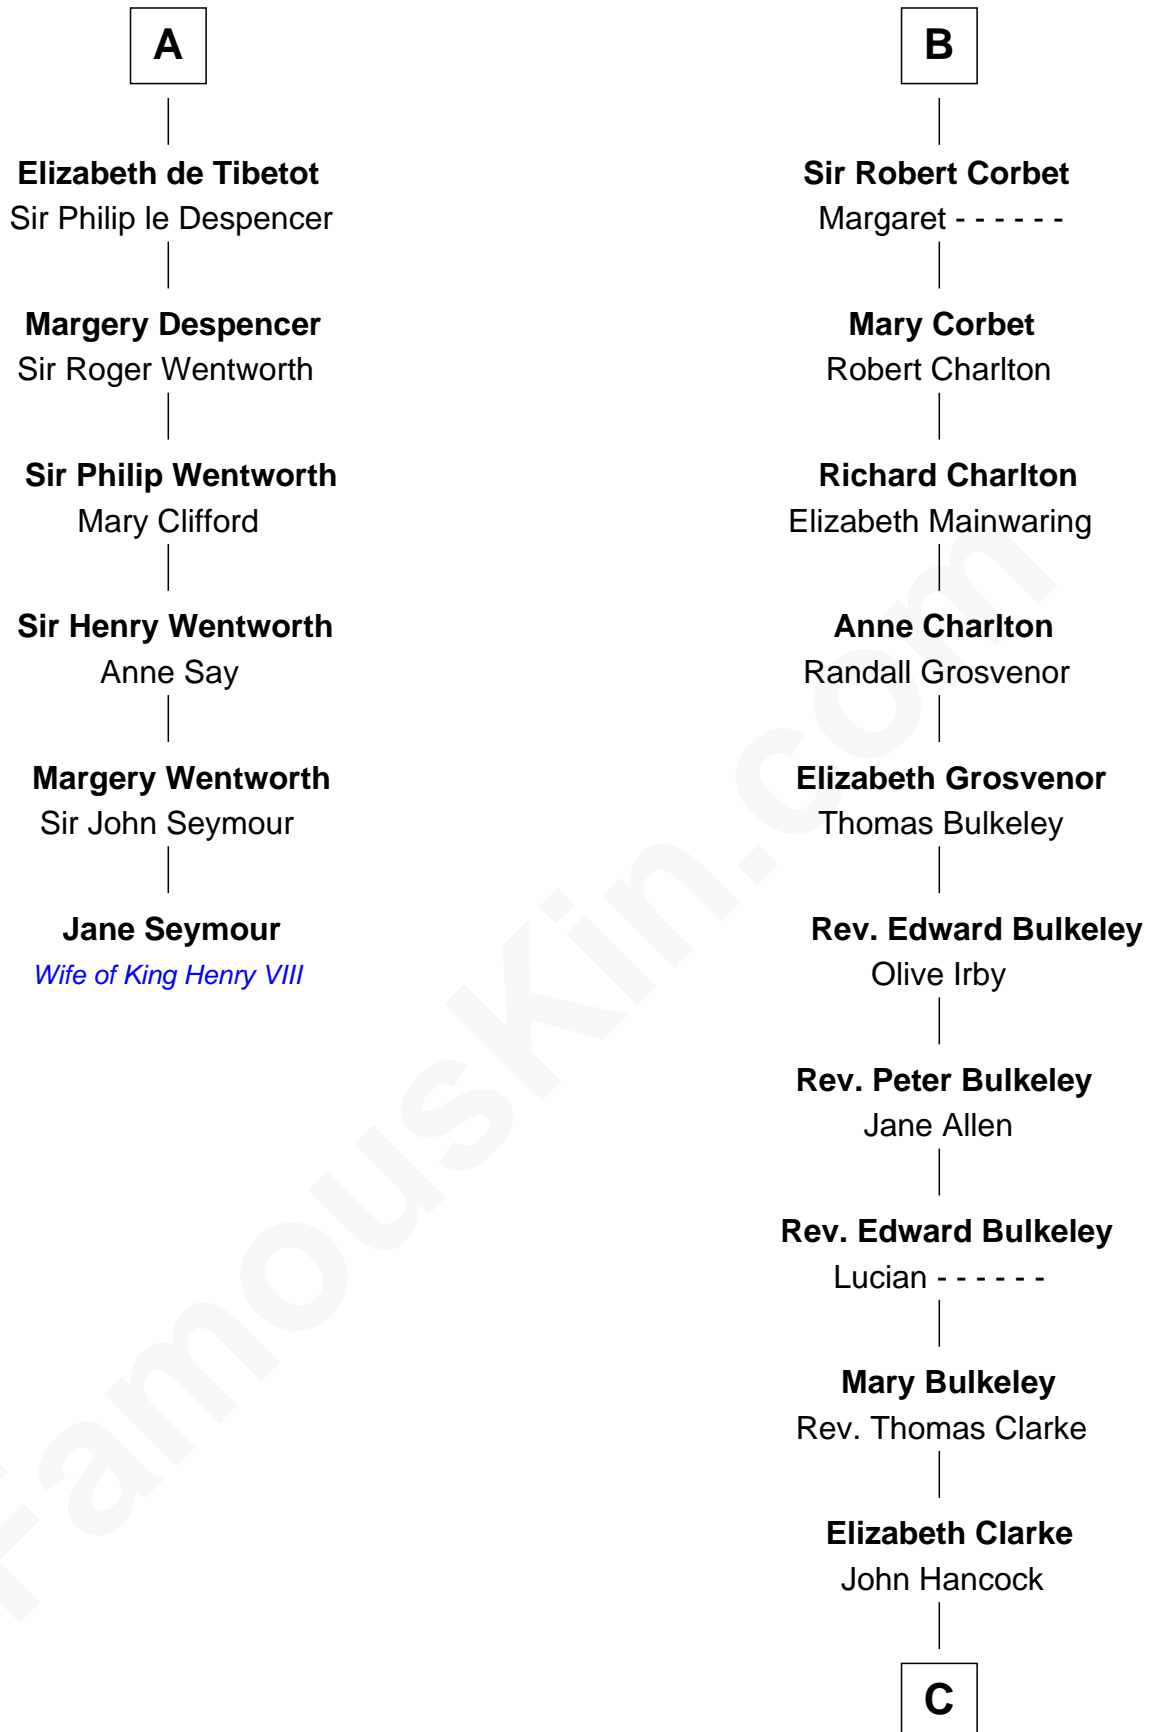 A
Elizabeth de Tibetot
Sir Philip le Despencer
Margery Despencer
Sir Roger Wentworth
Sir Philip Wentworth
Mary Clifford
Sir Henry Wentworth
Anne Say
Margery Wentworth
Sir John Seymour
Jane Seymour
Wife of King Henry VIII
B
Sir Robert Corbet
Margaret - - - - - -
Mary Corbet
Robert Charlton
Richard Charlton
Elizabeth Mainwaring
Anne Charlton
Randall Grosvenor
Elizabeth Grosvenor
Thomas Bulkeley
Rev. Edward Bulkeley
Olive Irby
Rev. Peter Bulkeley
Jane Allen
Rev. Edward Bulkeley
Lucian - - - - - -
Mary Bulkeley
Rev. Thomas Clarke
Elizabeth Clarke
John Hancock
C
FamousKin.com